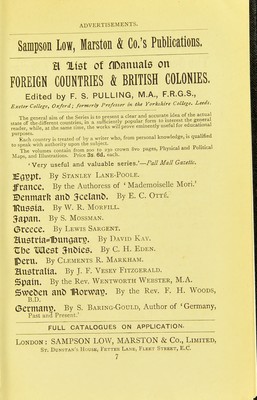 ADVERTISEMENTS.
Sampson Low, Marston & Co.'s Publications.
A List of Manuals on
FOREIGN COUNTRIES & BRITISH COLONIES.
Edited by F. S. PULLING, M.A., F.R.G.S.,
Exeter College, Oxford; formerly Professor in the Yorkshire College, Leeds.
The general aim of the Series is to present a clear and accurate idea of the actual
state of the different countries, in a sufficiently popular form to interest the general
reader, while, at the same time, the works will prove eminently useful for educational
purposes.
Each country is treated of by a writer who, from personal knowledge, is qualified
to speak with authority upon the subject.
The volumes contain from 200 to 230 crown 8vo pages, Physical and Political
Maps, and Illustrations. Price 3s. 6d. each.
'Very useful and valuable series.'—Pall Mall Gazette.
Egypt. By STANLEY LANE-POOLE.
France. By the Authoress of 'Mademoiselle Mori.'
Denmark and Iceland. By E. C. OTTÉ.
Russia. By W. R. MORFILL.
Japan. By S. MOSSMAN.
Greece. By LEWIS SARGENT.
Austria-Hungary. By DAVID KAY.
The West Indies. By C. H. EDEN.
Peru. By CLEMENTS R. MARKHAM.
Australia. By J. F. VESEY FITZGERALD.
Spain. By the Rev. WENTWORTH WEBSTER, M.A.
Sweden and Norway. By the Rev. F. H. WOODS,
B.D.
Germany. By S. BARING-GOULD, Author of 'Germany,
Past and Present.'
FULL CATALOGUES ON APPLICATION.
LONDON: SAMPSON LOW, MARSTON & Co., LIMITED,
ST. DUNSTAN'S HOUSE, FETTER LANE, FLEET STREET, E.C.
7